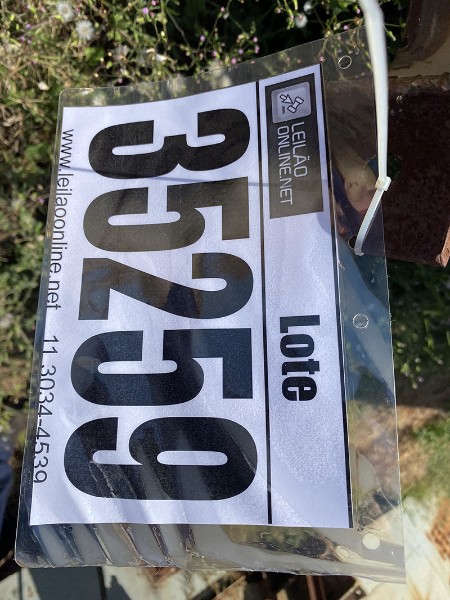 LEILÃO
ONLINE.NET
Lote
35259
www.leilaoonline.net 11 3034-4539